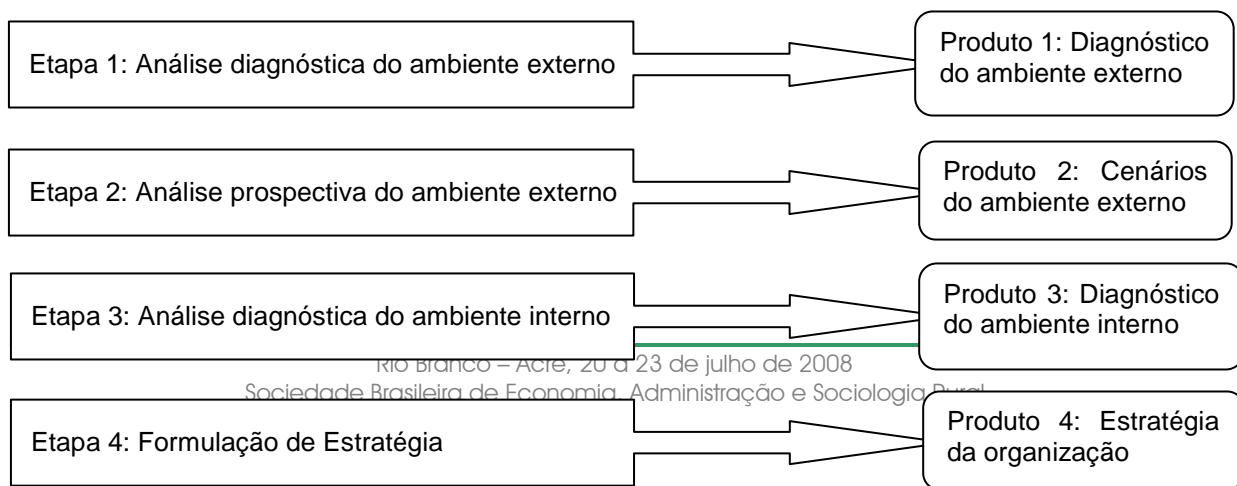 Etapa 1: Análise diagnóstica do ambiente externo
Produto 1: Diagnóstico
do ambiente externo
Etapa 2: Análise prospectiva do ambiente externo
Produto 2: Cenários
do ambiente externo
Etapa 3: Análise diagnóstica do ambiente interno
Produto 3: Diagnóstico
do ambiente interno
Rio Branco – Acre, 20 a 23 de julho de 2008
Sociedade Brasileira de Economia, Administração e Sociologia Rural
Etapa 4: Formulação de Estratégia
Produto 4: Estratégia
da organização